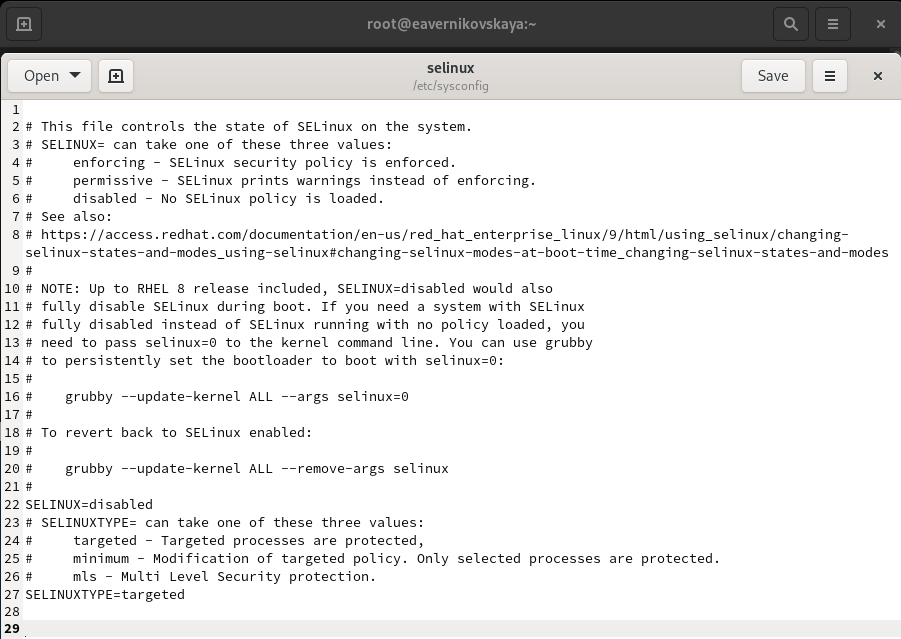 root@eavernikovskaya:~
Open
selinux
/etc/sysconfig
Save
1
2 # This file controls the state of SELinux on the system.
3 # SELINUX= can take one of these three values:
4 #     enforcing - SELinux security policy is enforced.
5 #     permissive - SELinux prints warnings instead of enforcing.
6 #     disabled - No SELinux policy is loaded.
7 # See also:
8 # https://access.redhat.com/documentation/en-us/red_hat_enterprise_linux/9/html/using_selinux/changing-
selinux-states-and-modes_using-selinux#changing-selinux-modes-at-boot-time_changing-selinux-states-and-modes
9 #
10 # NOTE: Up to RHEL 8 release included, SELINUX=disabled would also
11 # fully disable SELinux during boot. If you need a system with SELinux
12 # fully disabled instead of SELinux running with no policy loaded, you
13 # need to pass selinux=0 to the kernel command line. You can use grubby
14 # to persistently set the bootloader to boot with selinux=0:
15 #
16 #    grubby --update-kernel ALL --args selinux=0
17 #
18 # To revert back to SELinux enabled:
19 #
20 #    grubby --update-kernel ALL --remove-args selinux
21 #
22 SELINUX=disabled
23 # SELINUXTYPE= can take one of these three values:
24 #     targeted - Targeted processes are protected,
25 #     minimum - Modification of targeted policy. Only selected processes are protected.
26 #     mls - Multi Level Security protection.
27 SELINUXTYPE=targeted
28
29